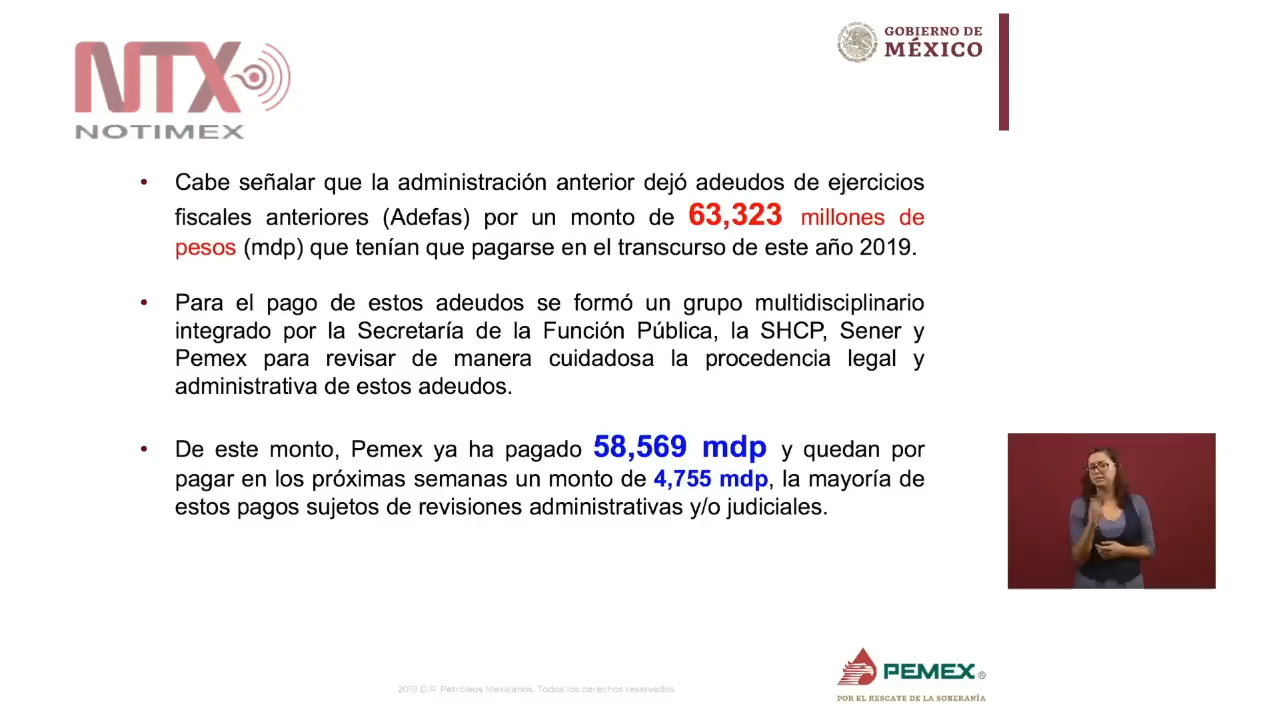 NTX
NOTIMEX
GOBIERNO DE
MÉXICO
• Cabe señalar que la administración anterior dejó adeudos de ejercicios
fiscales anteriores (Adefas) por un monto de 63,323 millones de
pesos (mdp) que tenían que pagarse en el transcurso de este año 2019.
• Para el pago de estos adeudos se formó un grupo multidisciplinario
integrado por la Secretaría de la Función Pública, la SHCP, Sener y
Pemex para revisar de manera cuidadosa la procedencia legal y
administrativa de estos adeudos.
• De este monto, Pemex ya ha pagado 58,569 mdp y quedan por
pagar en los próximas semanas un monto de 4,755 mdp, la mayoría de
estos pagos sujetos de revisiones administrativas y/o judiciales.
2019 D.R. Petróleos Mexicanos. Todos los derechos reservados.
PEMEX®
POR EL RESCATE DE LA SOBERANÍA